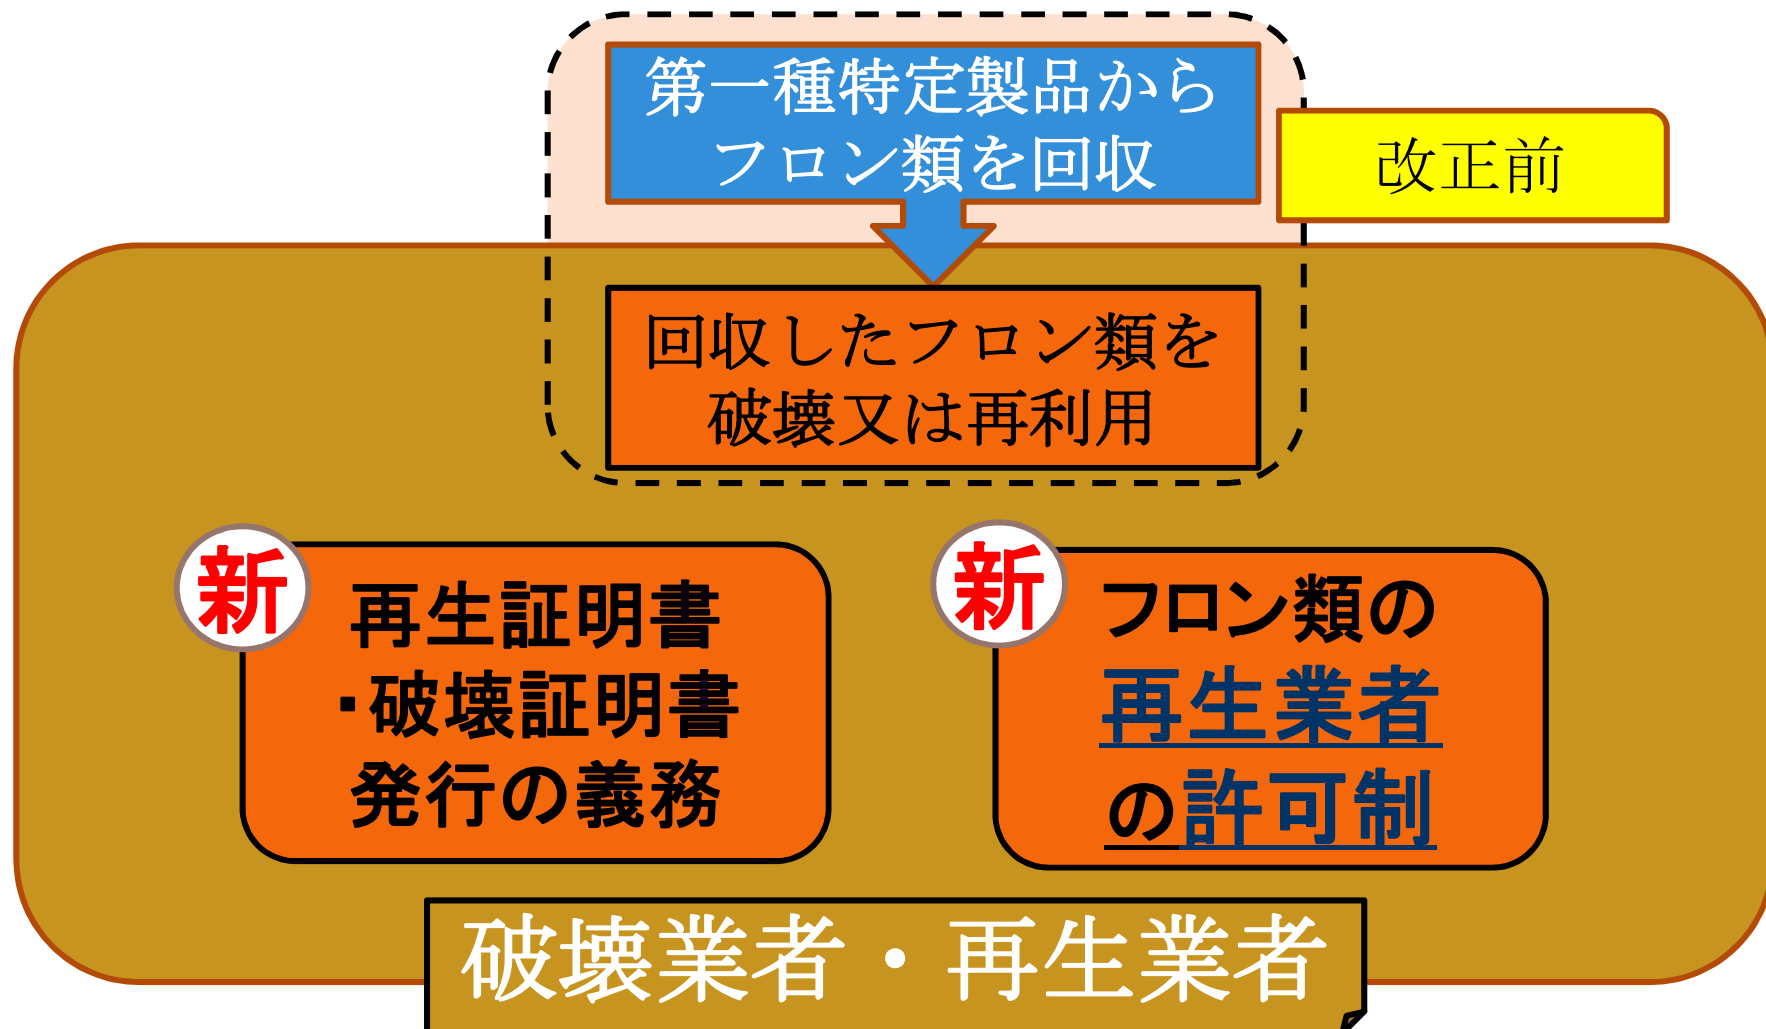 第一種特定製品から
フロン類を回収
改正前
回収したフロン類を
破壊又は再利用
新
再生証明書
・破壊証明書
発行の義務
新
フロン類の
再生業者
の許可制
破壊業者・再生業者